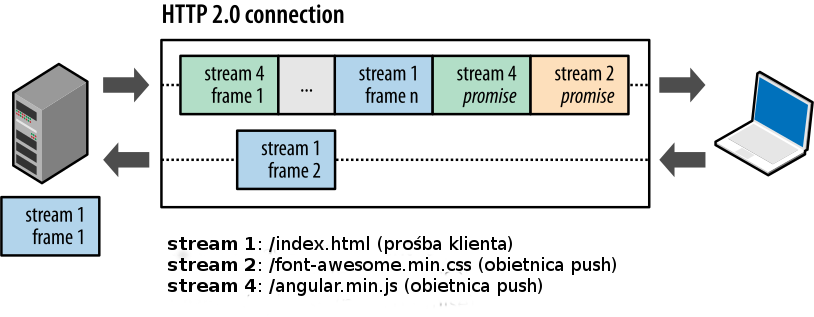 HTTP 2.0 connection
stream 4
frame 1
...
stream 1
frame n
stream 4
promise
stream 2
promise
stream 1
frame 2
stream 1
frame 1
stream 1: /index.html (prośba klienta)
stream 2: /font-awesome.min.css (obietnica push)
stream 4: /angular.min.js (obietnica push)